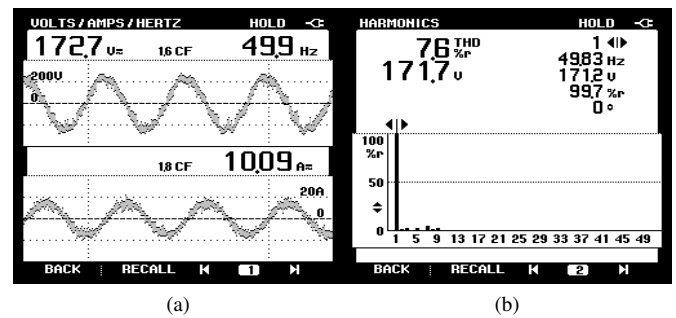 VOLTS/AMPS/HERTZ HOLD
172.7 V≂ 1.6 CF 49.9 Hz
200V
0
1.8 CF 10.09 A≂
20A
0
BACK RECALL 1
(a)
HARMONICS HOLD
7.6 THD %r 1
171.7 V 49.83 Hz
171.2 V
99.7 %r
0 °
100
%r
50
0
1 5 9 13 17 21 25 29 33 37 41 45 49
BACK RECALL 2
(b)